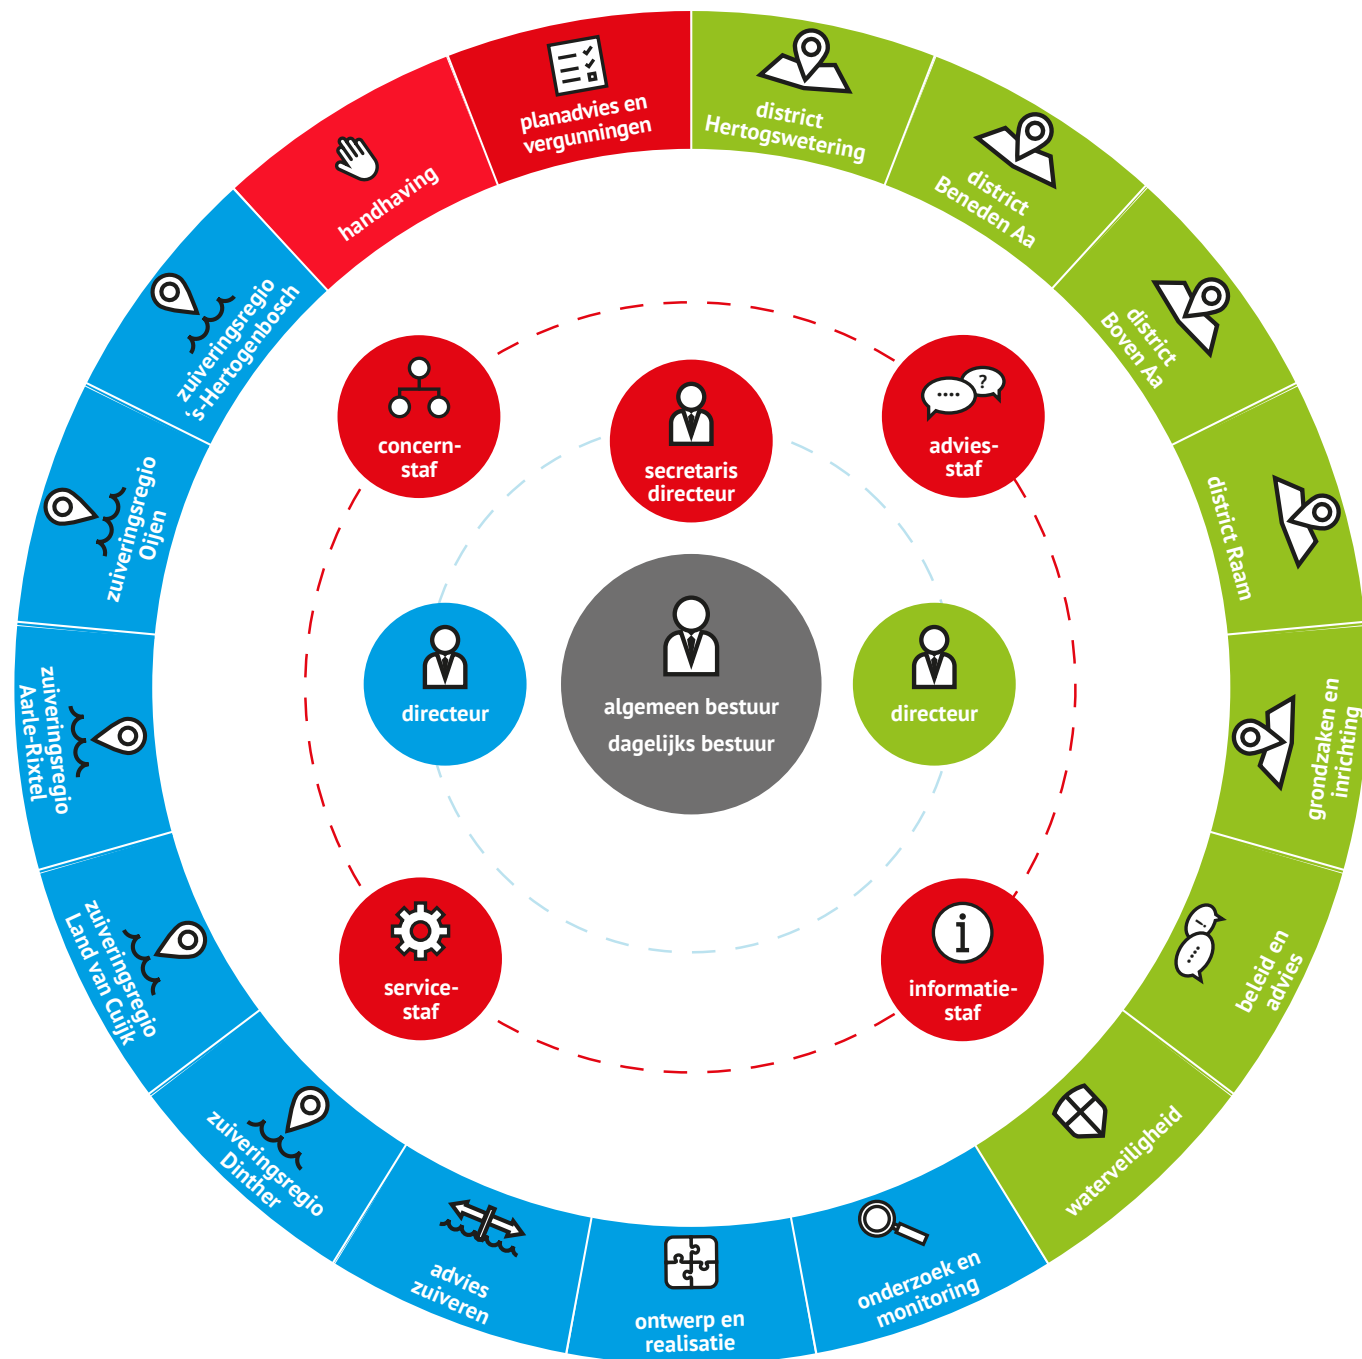 planadvies en
vergunningen
district
Hertogswetering
district
Beneden Aa
district
Boven Aa
district Raam
grondzaken en
inrichting
beleid en
advies
waterveiligheid
onderzoek en
monitoring
ontwerp en
realisatie
advies
zuiveren
zuiveringsregio
Dinther
zuiveringsregio
Land van Cuijk
zuiveringsregio
Aarle-Rixtel
zuiveringsregio
Oijen
zuiveringsregio
‘s-Hertogenbosch
handhaving
concern-
staf
secretaris
directeur
?
advies-
staf
directeur
algemeen bestuur
dagelijks bestuur
directeur
service-
staf
i
informatie-
staf
!